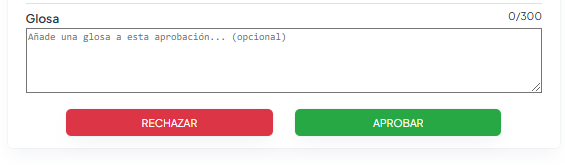 Glosa 0/300
Añade una glosa a esta aprobación... (opcional)
RECHAZAR APROBAR